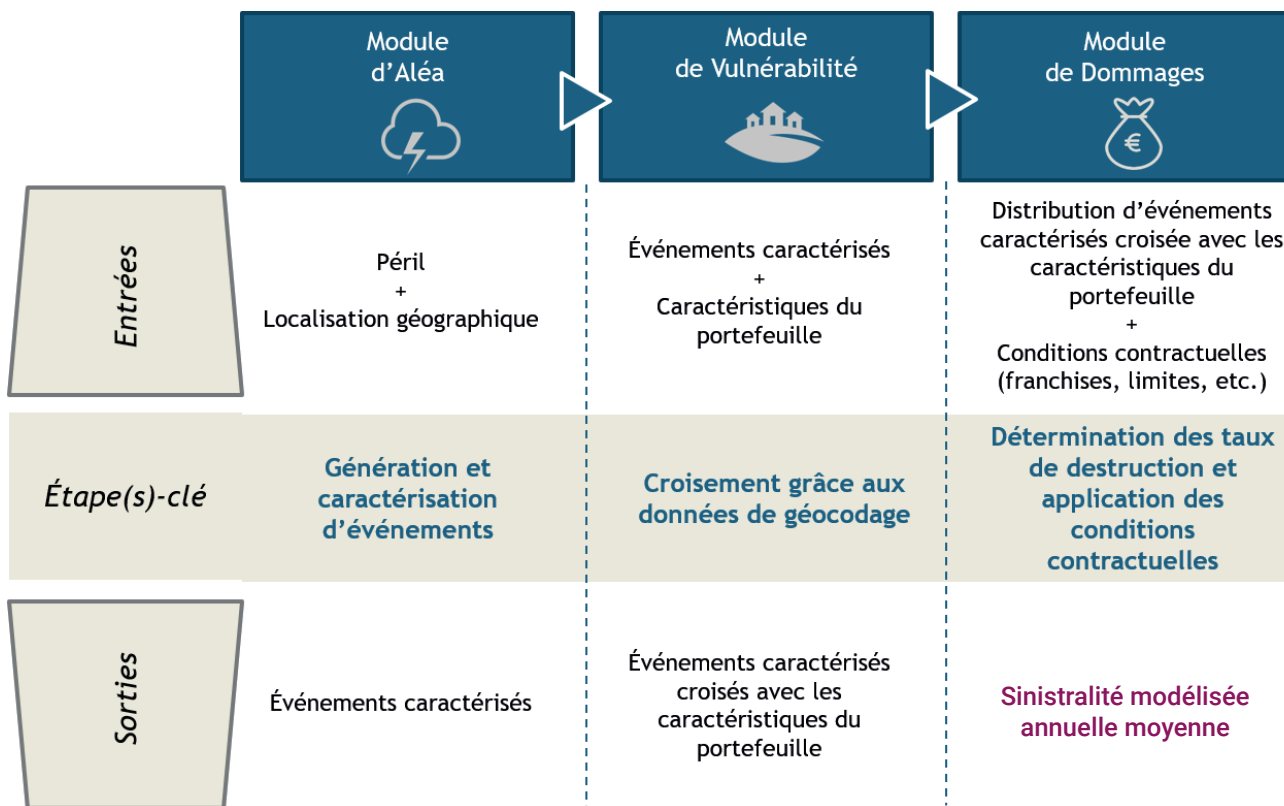 Module
d'Aléa
Module
de Vulnérabilité
Module
de Dommages
€
Entrées
Péril
+
Localisation géographique
Événements caractérisés
+
Caractéristiques du
portefeuille
Distribution d'événements
caractérisés croisée avec les
caractéristiques du
portefeuille
+
Conditions contractuelles
(franchises, limites, etc.)
Étape(s)-clé
Génération et
caractérisation
d'événements
Croisement grâce aux
données de géocodage
Détermination des taux
de destruction et
application des
conditions
contractuelles
Sorties
Événements caractérisés
Événements caractérisés
croisés avec les
caractéristiques du
portefeuille
Sinistralité modélisée
annuelle moyenne